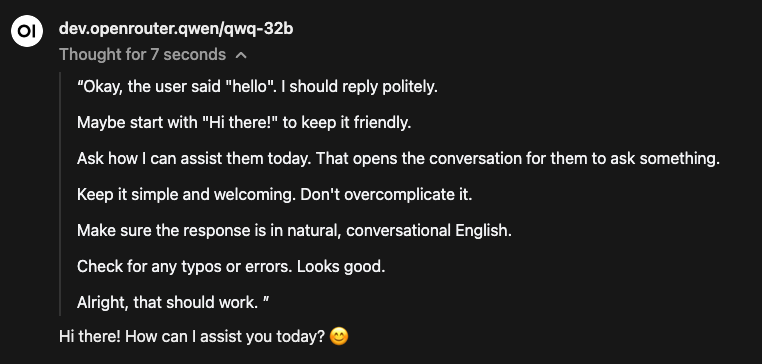 OI
dev.openrouter.qwen/qwq-32b
Thought for 7 seconds
“Okay, the user said "hello". I should reply politely.
Maybe start with "Hi there!" to keep it friendly.
Ask how I can assist them today. That opens the conversation for them to ask something.
Keep it simple and welcoming. Don't overcomplicate it.
Make sure the response is in natural, conversational English.
Check for any typos or errors. Looks good.
Alright, that should work. ”
Hi there! How can I assist you today? 😊